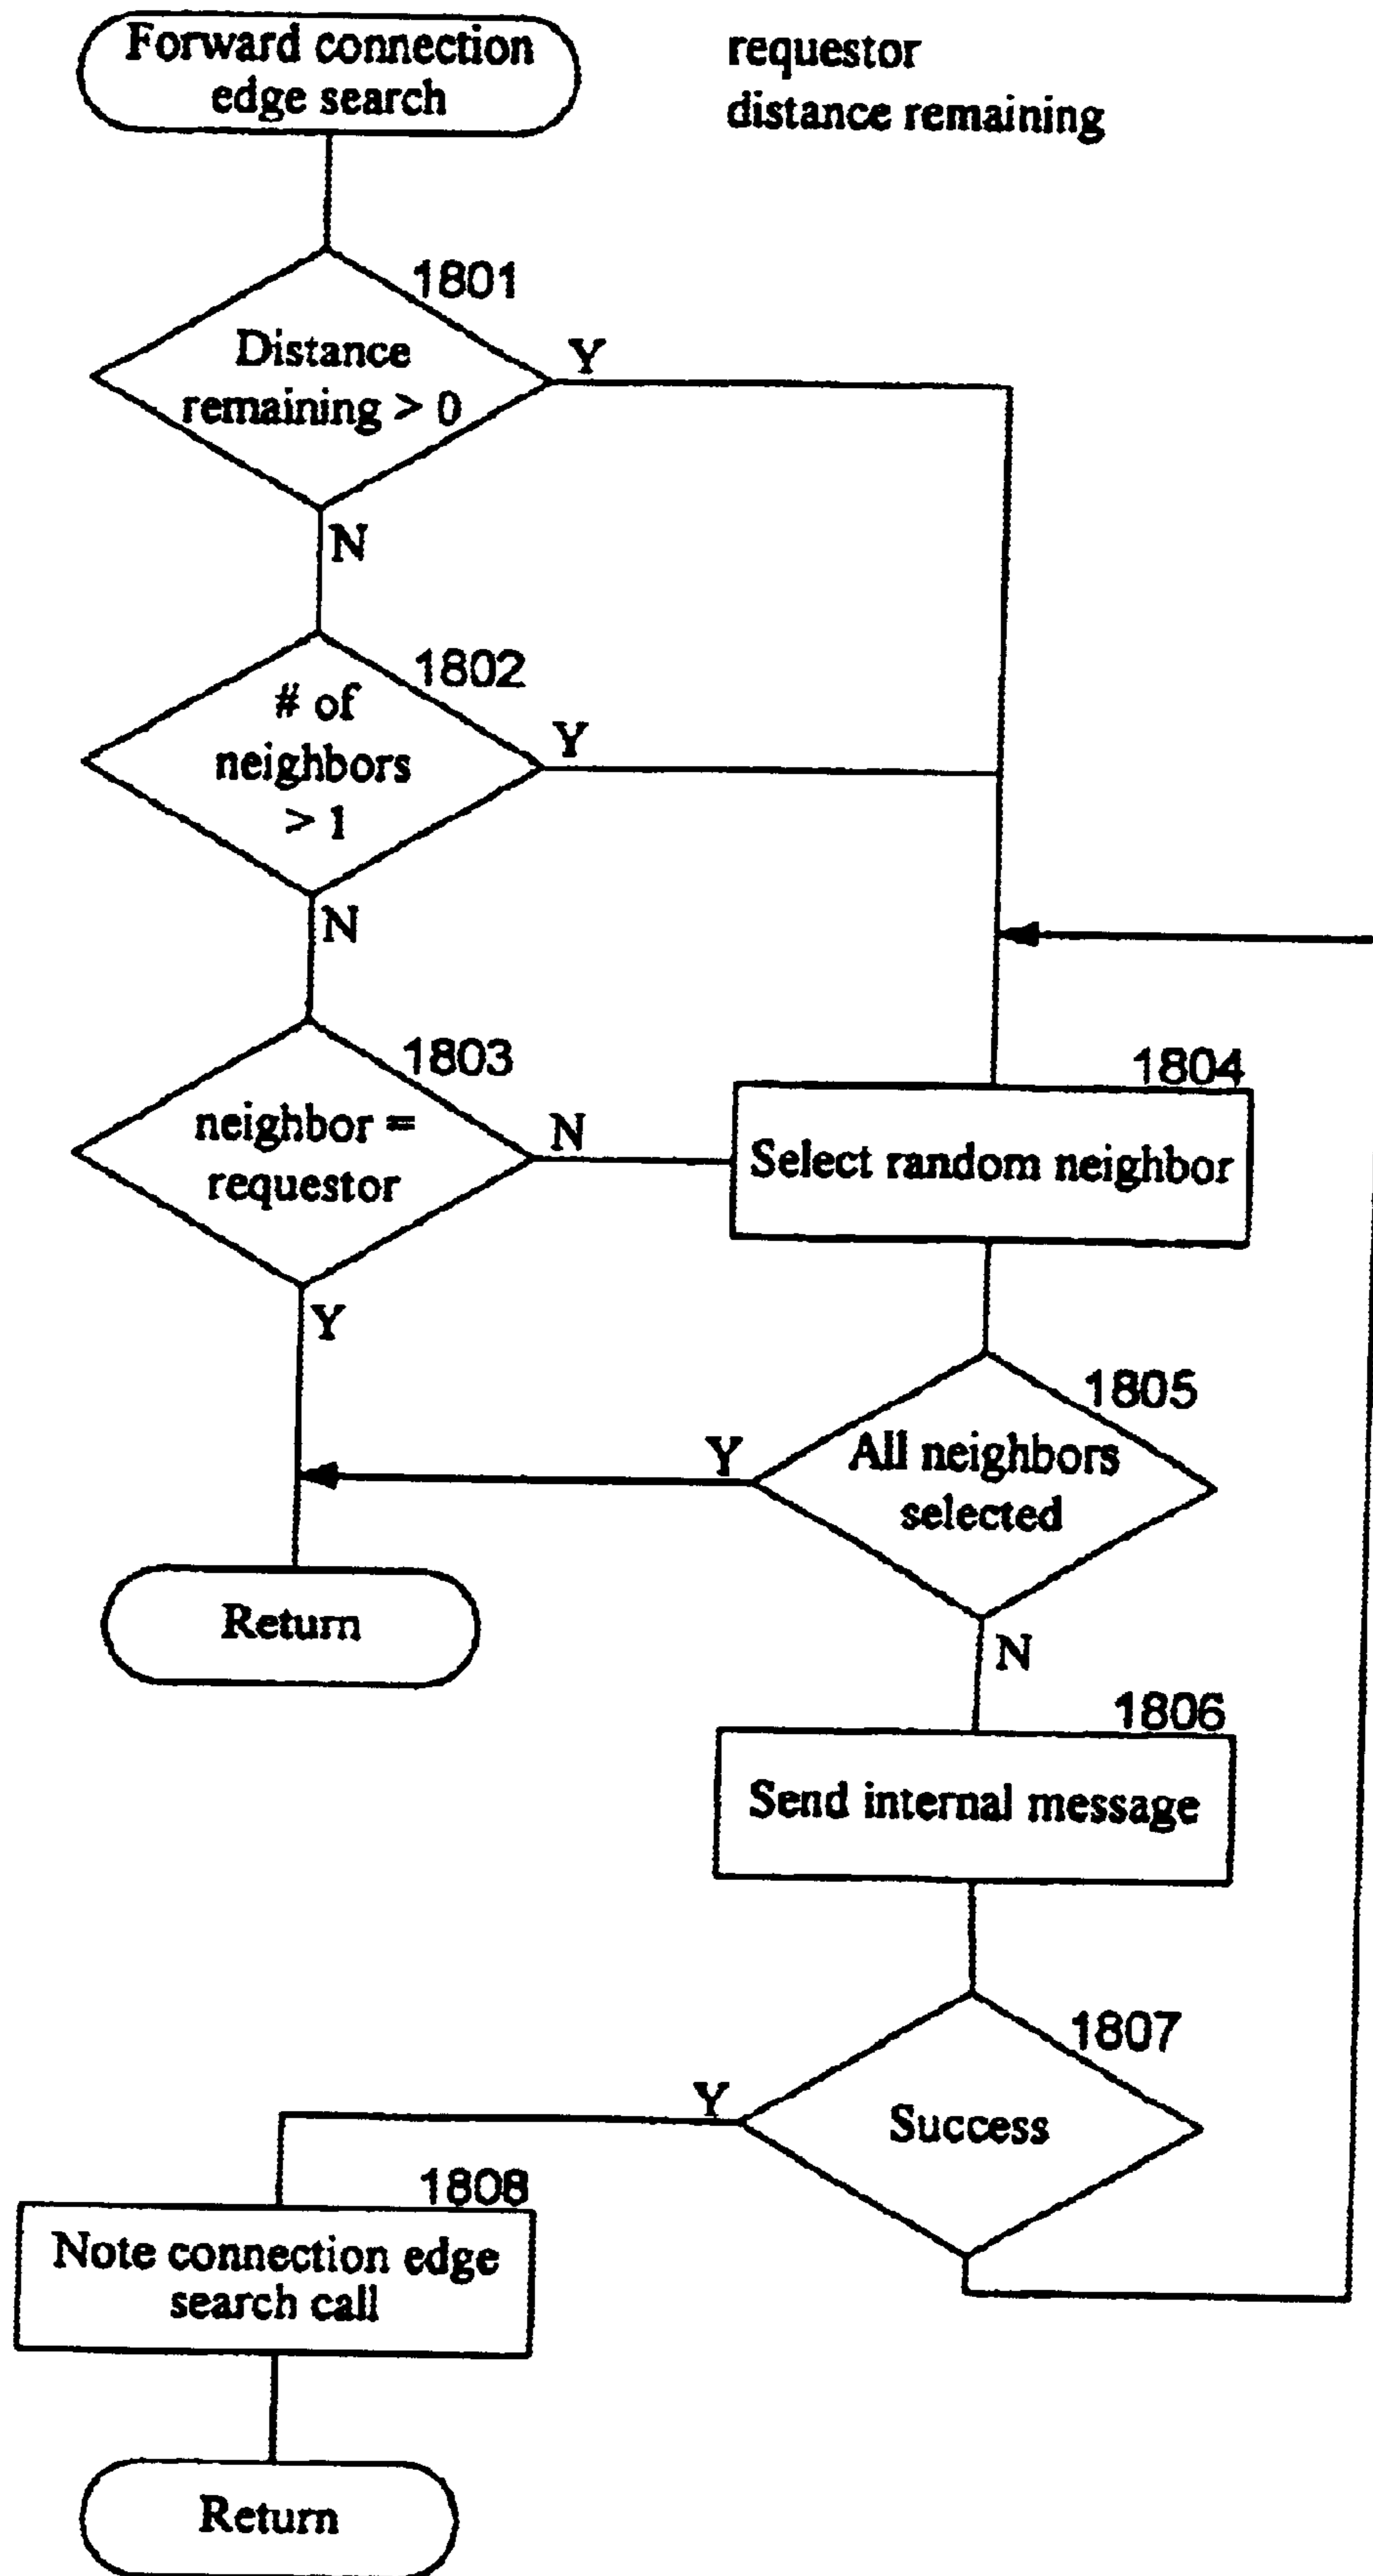 Forward connection
edge search
requestor
distance remaining
1801
Distance
remaining > 0
Y
N
1802
# of
neighbors
> 1
Y
N
1803
neighbor =
requestor
N
Y
1804
Select random neighbor
1805
All neighbors
selected
Y
N
Return
1806
Send internal message
1807
Success
Y
1808
Note connection edge
search call
Return